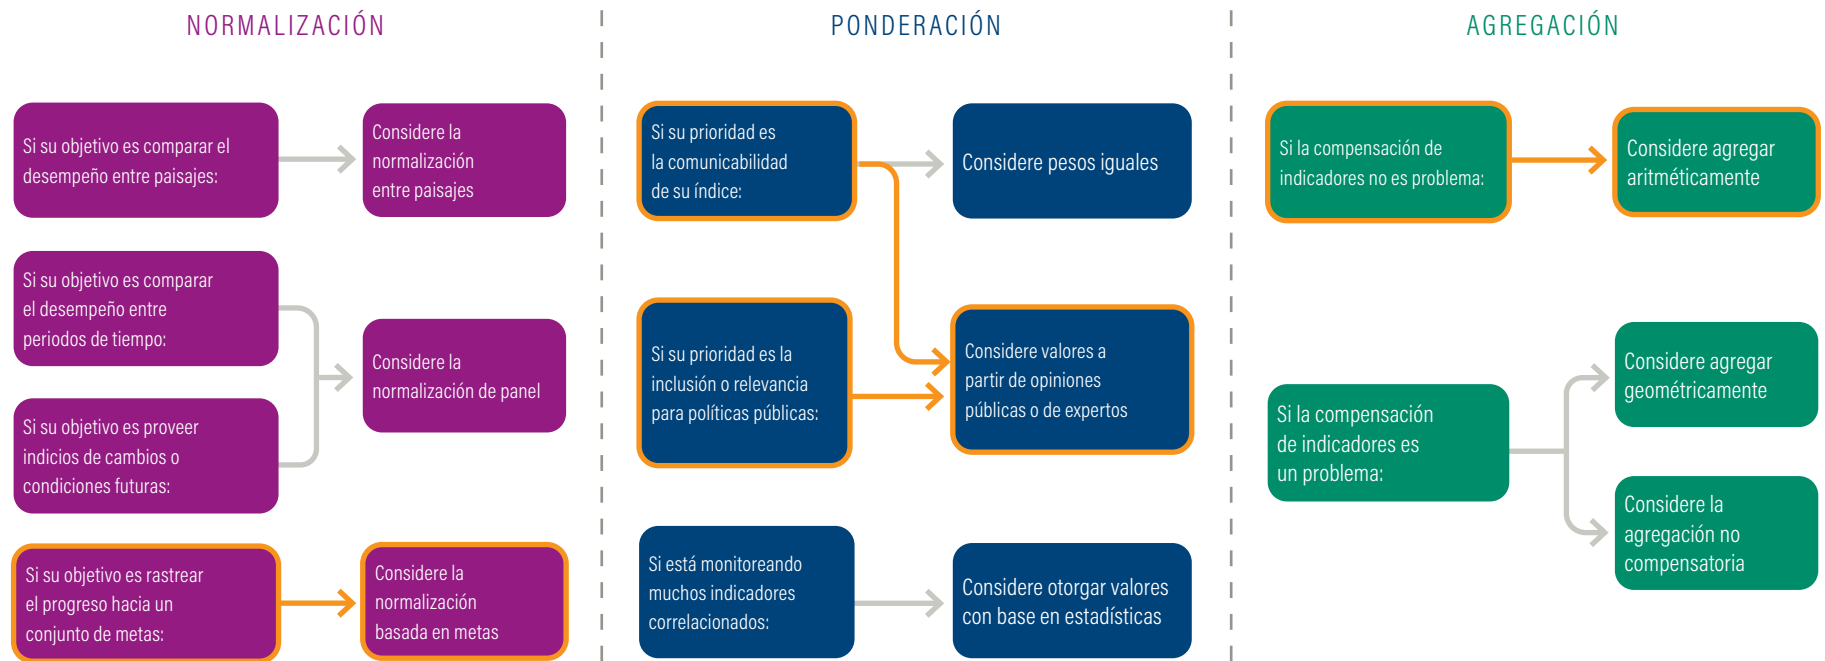 NORMALIZACIÓN
Si su objetivo es comparar el
desempeño entre paisajes:
Considere la
normalización
entre paisajes
Si su objetivo es comparar
el desempeño entre
periodos de tiempo:
Si su objetivo es proveer
indicios de cambios o
condiciones futuras:
Considere la
normalización de panel
Si su objetivo es rastrear
el progreso hacia un
conjunto de metas:
Considere la
normalización
basada en metas
PONDERACIÓN
Si su prioridad es
la comunicabilidad
de su índice:
Considere pesos iguales
Si su prioridad es la
inclusión o relevancia
para políticas públicas:
Considere valores a
partir de opiniones
públicas o de expertos
Si está monitoreando
muchos indicadores
correlacionados:
Considere otorgar valores
con base en estadísticas
AGREGACIÓN
Si la compensación de
indicadores no es problema:
Considere agregar
aritméticamente
Si la compensación
de indicadores es
un problema:
Considere agregar
geométricamente
Considere la
agregación no
compensatoria